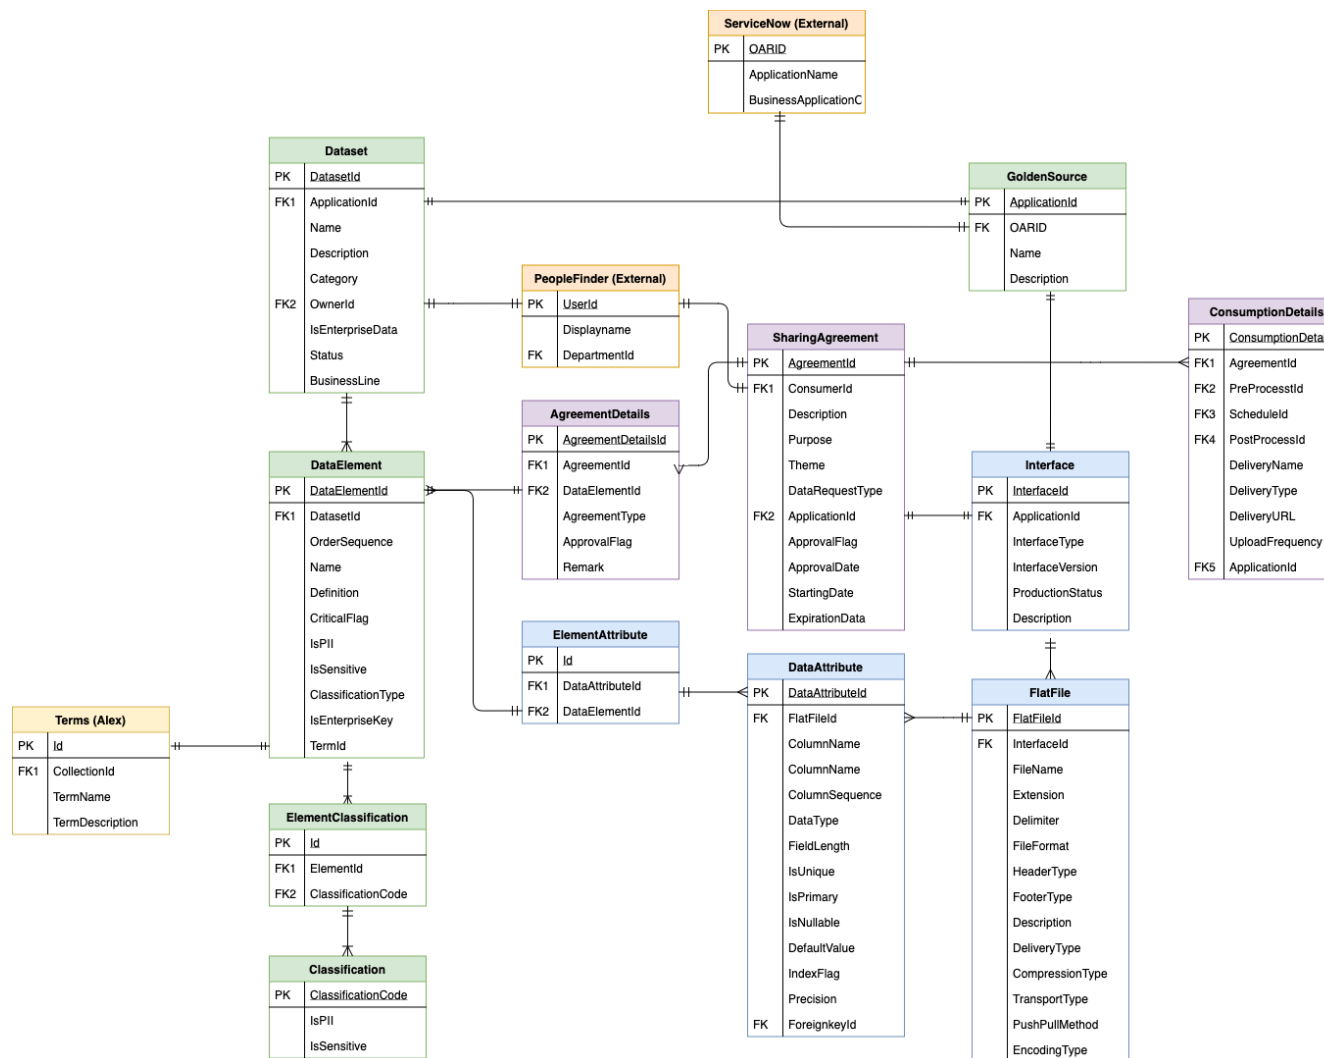 ServiceNow (External)
PK OARID
ApplicationName
BusinessApplicationC
Dataset
PK DatasetId
FK1 ApplicationId
Name
Description
Category
FK2 OwnerId
IsEnterpriseData
Status
BusinessLine
GoldenSource
PK ApplicationId
FK OARID
Name
Description
PeopleFinder (External)
PK UserId
Displayname
FK DepartmentId
SharingAgreement
PK AgreementId
FK1 ConsumerId
Description
Purpose
Theme
DataRequestType
FK2 ApplicationId
ApprovalFlag
ApprovalDate
StartingDate
ExpirationData
ConsumptionDetails
PK ConsumptionDeta
FK1 AgreementId
FK2 PreProcessId
FK3 ScheduleId
FK4 PostProcessId
DeliveryName
DeliveryType
DeliveryURL
UploadFrequency
FK5 ApplicationId
AgreementDetails
PK AgreementDetailsId
FK1 AgreementId
FK2 DataElementId
AgreementType
ApprovalFlag
Remark
DataElement
PK DataElementId
FK1 DatasetId
OrderSequence
Name
Definition
CriticalFlag
IsPII
IsSensitive
ClassificationType
IsEnterpriseKey
TermId
Interface
PK InterfaceId
FK ApplicationId
InterfaceType
InterfaceVersion
ProductionStatus
Description
ElementAttribute
PK Id
FK1 DataAttributeId
FK2 DataElementId
DataAttribute
PK DataAttributeId
FK FlatFileId
ColumnName
ColumnName
ColumnSequence
DataType
FieldLength
IsUnique
IsPrimary
IsNullable
DefaultValue
IndexFlag
Precision
FK ForeignkeyId
FlatFile
PK FlatFileId
FK InterfaceId
FileName
Extension
Delimiter
FileFormat
HeaderType
FooterType
Description
DeliveryType
CompressionType
TransportType
PushPullMethod
EncodingType
Terms (Alex)
PK Id
FK1 CollectionId
TermName
TermDescription
ElementClassification
PK Id
FK1 ElementId
FK2 ClassificationCode
Classification
PK ClassificationCode
IsPII
IsSensitive